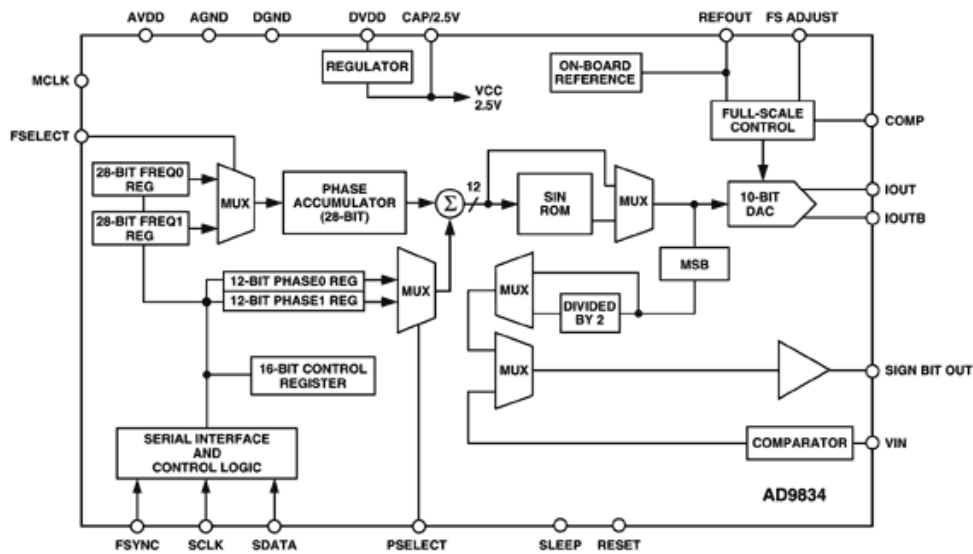 AVDD AGND DGND DVDD CAP/2.5V REFOUT FS ADJUST
MCLK
REGULATOR
VCC
2.5V
ON-BOARD
REFERENCE
FULL-SCALE
CONTROL
COMP
FSELECT
28-BIT FREQ0
REG
28-BIT FREQ1
REG
MUX
PHASE
ACCUMULATOR
(28-BIT)
Σ
12
SIN
ROM
MUX
10-BIT
DAC
IOUT
IOUTB
MSB
12-BIT PHASE0 REG
12-BIT PHASE1 REG
MUX
MUX
DIVIDED
BY 2
16-BIT CONTROL
REGISTER
MUX
SIGN BIT OUT
SERIAL INTERFACE
AND
CONTROL LOGIC
COMPARATOR
VIN
AD9834
FSYNC SCLK SDATA PSELECT SLEEP RESET